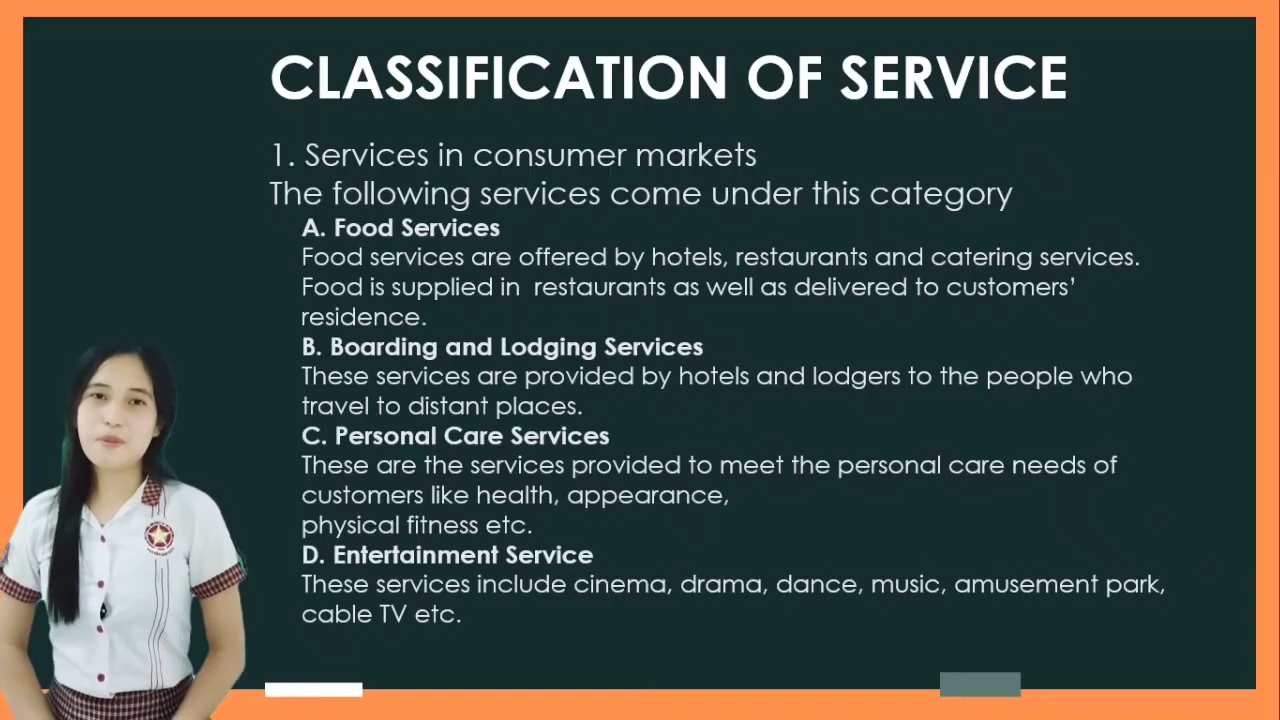 CLASSIFICATION OF SERVICE
1. Services in consumer markets
The following services come under this category
A. Food Services
Food services are offered by hotels, restaurants and catering services.
Food is supplied in  restaurants as well as delivered to customers’
residence.
B. Boarding and Lodging Services
These services are provided by hotels and lodgers to the people who
travel to distant places.
C. Personal Care Services
These are the services provided to meet the personal care needs of
customers like health, appearance,
physical fitness etc.
D. Entertainment Service
These services include cinema, drama, dance, music, amusement park,
cable TV etc.